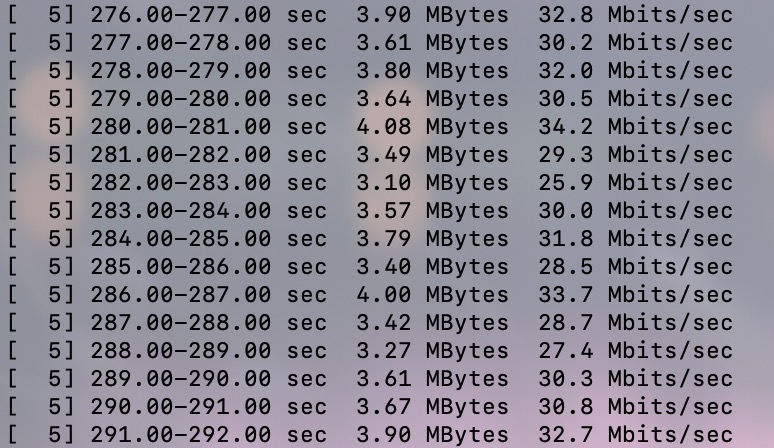 [  5] 276.00-277.00 sec  3.90 MBytes  32.8 Mbits/sec
[  5] 277.00-278.00 sec  3.61 MBytes  30.2 Mbits/sec
[  5] 278.00-279.00 sec  3.80 MBytes  32.0 Mbits/sec
[  5] 279.00-280.00 sec  3.64 MBytes  30.5 Mbits/sec
[  5] 280.00-281.00 sec  4.08 MBytes  34.2 Mbits/sec
[  5] 281.00-282.00 sec  3.49 MBytes  29.3 Mbits/sec
[  5] 282.00-283.00 sec  3.10 MBytes  25.9 Mbits/sec
[  5] 283.00-284.00 sec  3.57 MBytes  30.0 Mbits/sec
[  5] 284.00-285.00 sec  3.79 MBytes  31.8 Mbits/sec
[  5] 285.00-286.00 sec  3.40 MBytes  28.5 Mbits/sec
[  5] 286.00-287.00 sec  4.00 MBytes  33.7 Mbits/sec
[  5] 287.00-288.00 sec  3.42 MBytes  28.7 Mbits/sec
[  5] 288.00-289.00 sec  3.27 MBytes  27.4 Mbits/sec
[  5] 289.00-290.00 sec  3.61 MBytes  30.3 Mbits/sec
[  5] 290.00-291.00 sec  3.67 MBytes  30.8 Mbits/sec
[  5] 291.00-292.00 sec  3.90 MBytes  32.7 Mbits/sec